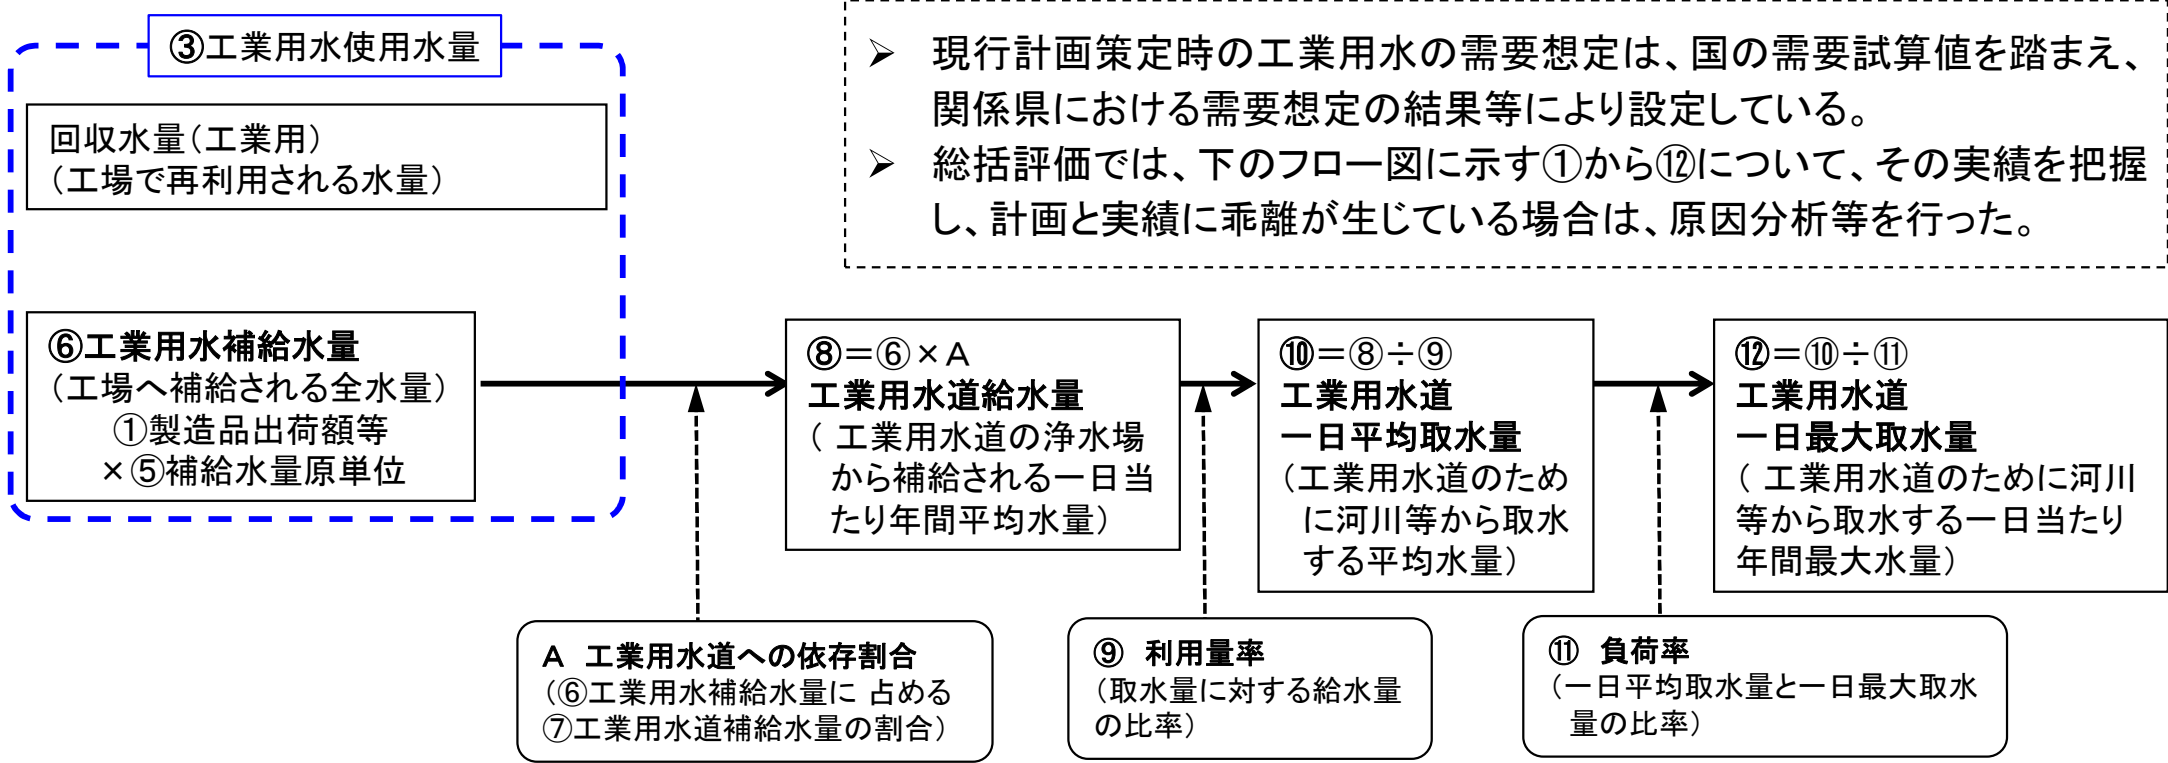 ③工業用水使用水量
回収水量(工業用)
(工場で再利用される水量)
➢ 現行計画策定時の工業用水の需要想定は、国の需要試算値を踏まえ、
関係県における需要想定の結果等により設定している。
➢ 総括評価では、下のフロー図に示す①から⑫について、その実績を把握
し、計画と実績に乖離が生じている場合は、原因分析等を行った。
⑥工業用水補給水量
(工場へ補給される全水量)
①製造品出荷額等
×⑤補給水量原単位
⑧=⑥×A
工業用水道給水量
( 工業用水道の浄水場
から補給される一日当
たり年間平均水量)
⑩=⑧÷⑨
工業用水道
一日平均取水量
(工業用水道のため
に河川等から取水
する平均水量)
⑫=⑩÷⑪
工業用水道
一日最大取水量
( 工業用水道のために河川
等から取水する一日当たり
年間最大水量)
A 工業用水道への依存割合
(⑥工業用水補給水量に 占める
⑦工業用水道補給水量の割合)
⑨ 利用量率
(取水量に対する給水量
の比率)
⑪ 負荷率
(一日平均取水量と一日最大取水
量の比率)